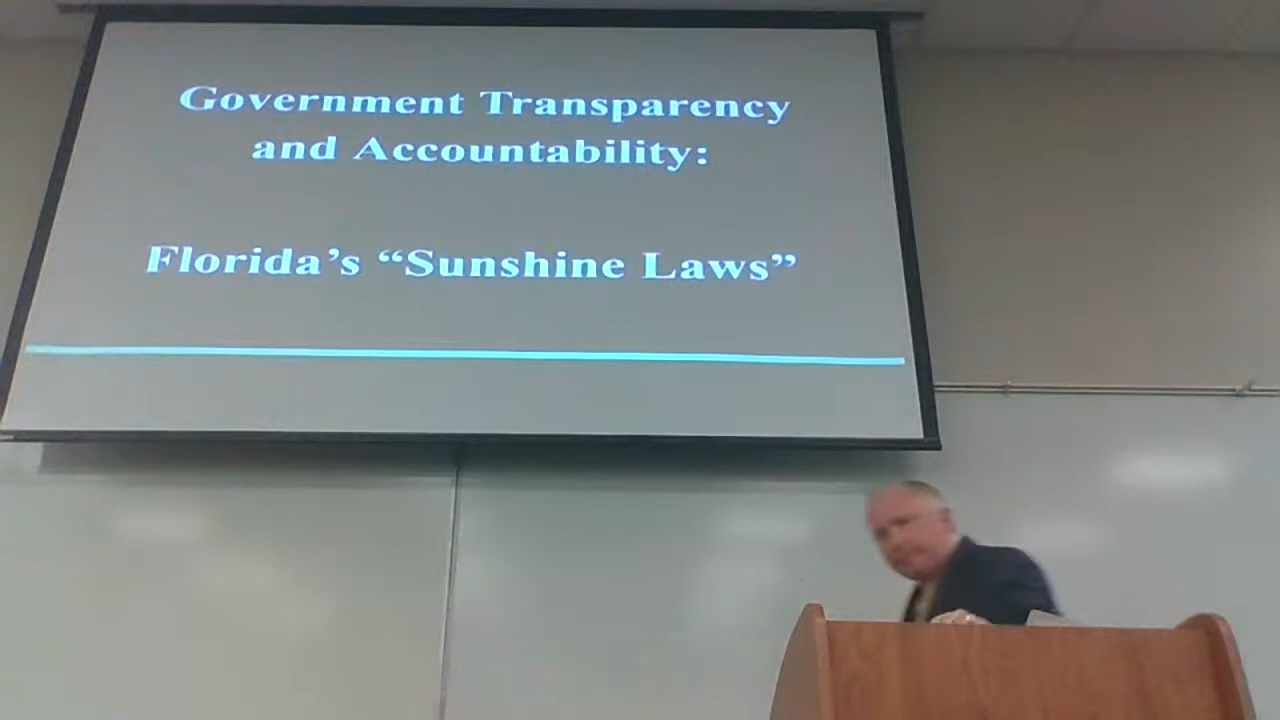 Government Transparency
and Accountability:
Florida’s “Sunshine Laws”